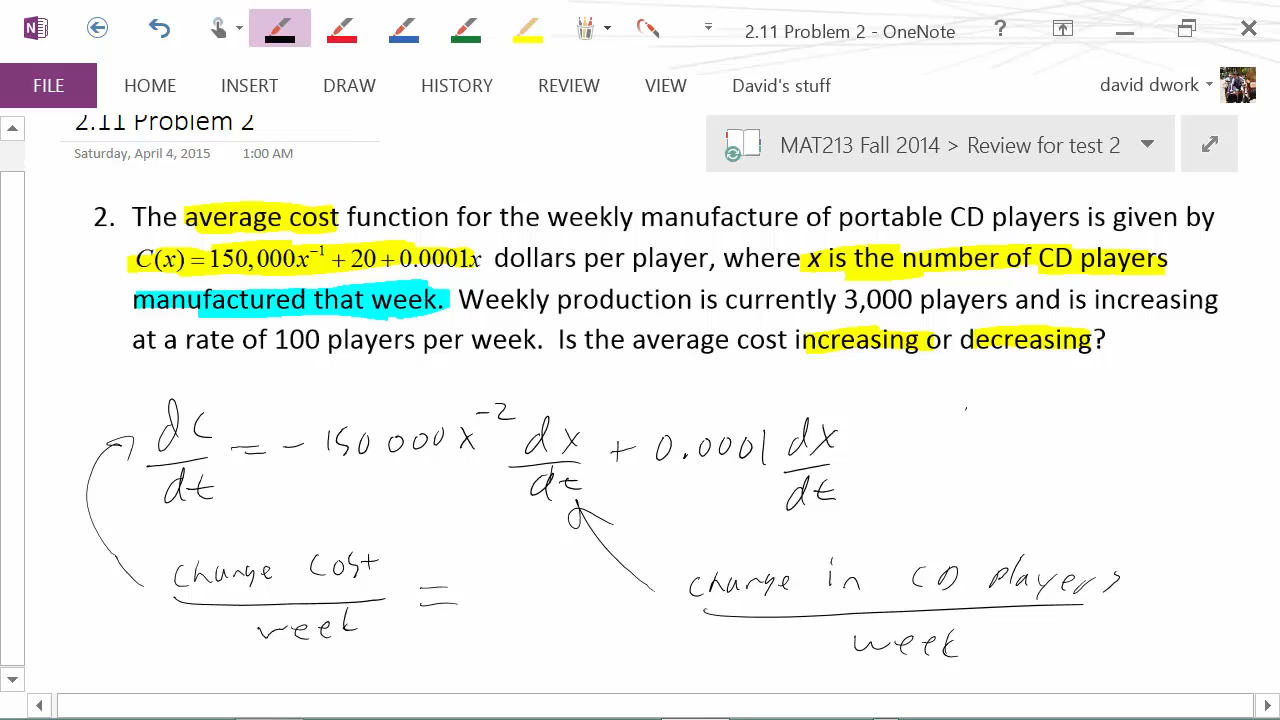 2.11 Problem 2 - OneNote
?
FILE HOME INSERT DRAW HISTORY REVIEW VIEW David's stuff david dwork
2.11 Problem 2
Saturday, April 4, 2015 1:00 AM
MAT213 Fall 2014 > Review for test 2
2. The average cost function for the weekly manufacture of portable CD players is given by
C(x) = 150,000x⁻¹ + 20 + 0.0001x dollars per player, where x is the number of CD players
manufactured that week. Weekly production is currently 3,000 players and is increasing
at a rate of 100 players per week. Is the average cost increasing or decreasing?
dc/dt = - 150 000 x⁻² dx/dt + 0.0001 dx/dt
change cost = change in CD players
week week